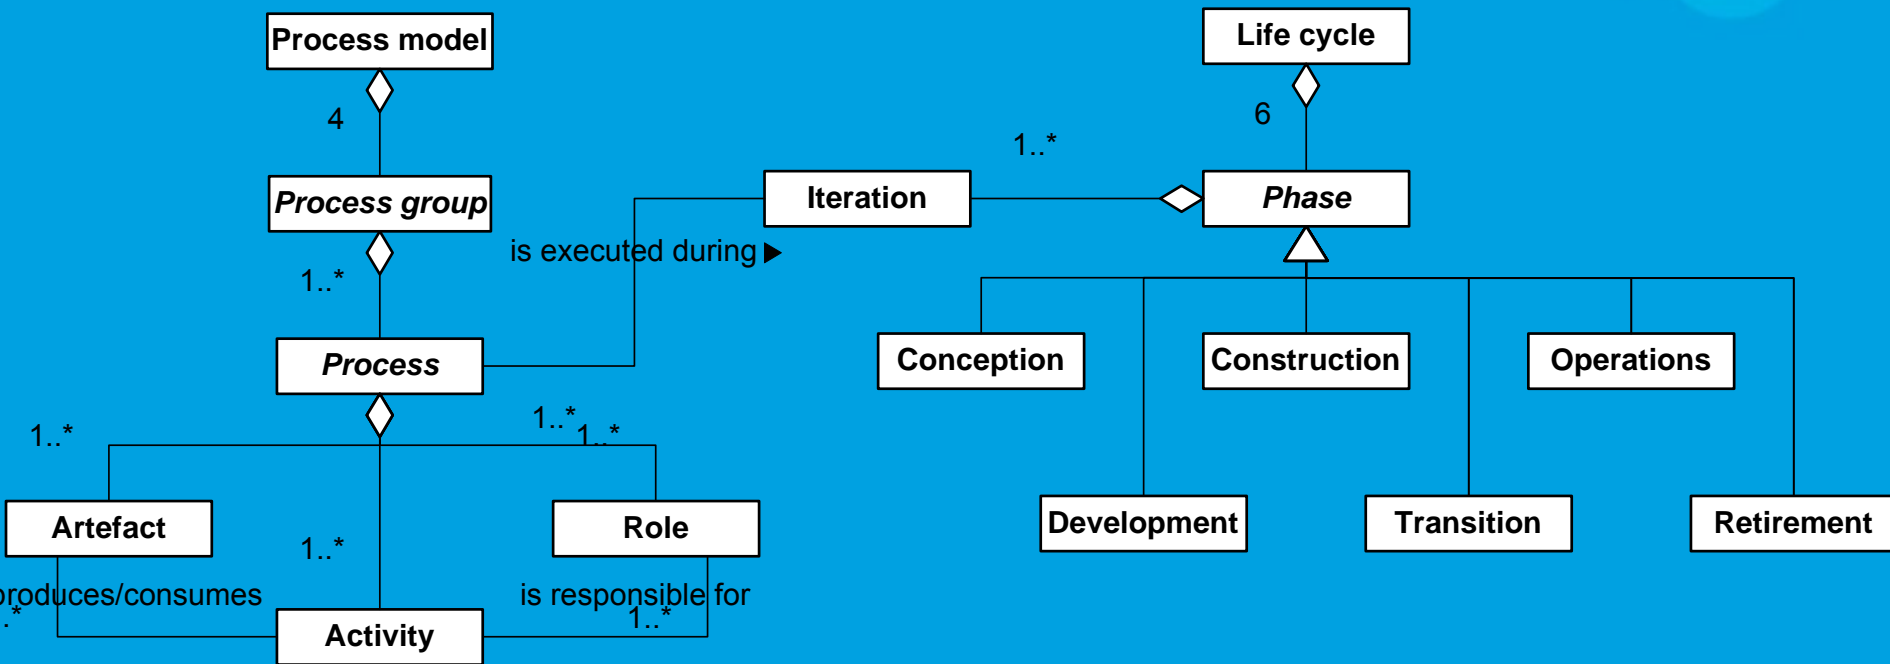 Process model
Life cycle
4
6
1..*
Process group
Iteration
Phase
is executed during ▶
1..*
Process
Conception
Construction
Operations
1..*
1..*
1..*
Artefact
Role
Development
Transition
Retirement
1..*
produces/consumes
is responsible for
..*
1..*
Activity